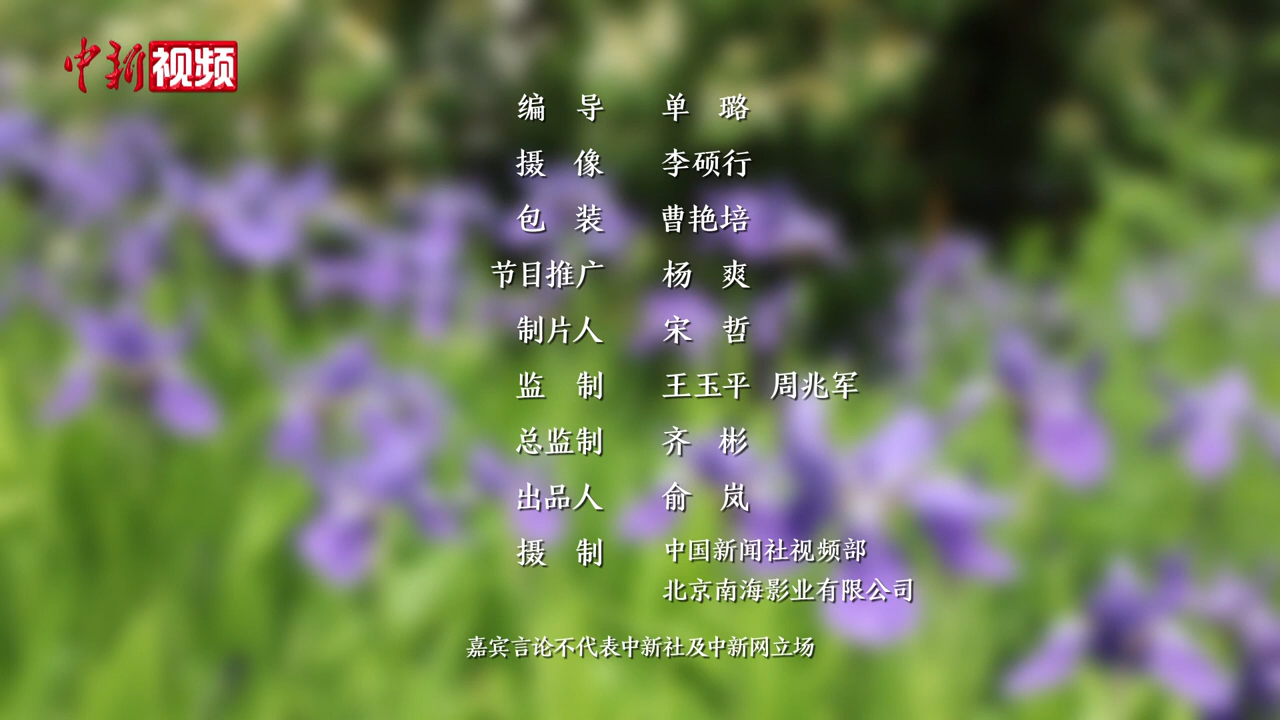 中新视频
编 导 单 璐
摄 像 李硕行
包 装 曹艳培
节目推广 杨 爽
制片人 宋 哲
监 制 王玉平 周兆军
总监制 齐 彬
出品人 俞 岚
摄 制 中国新闻社视频部
北京南海影业有限公司
嘉宾言论不代表中新社及中新网立场